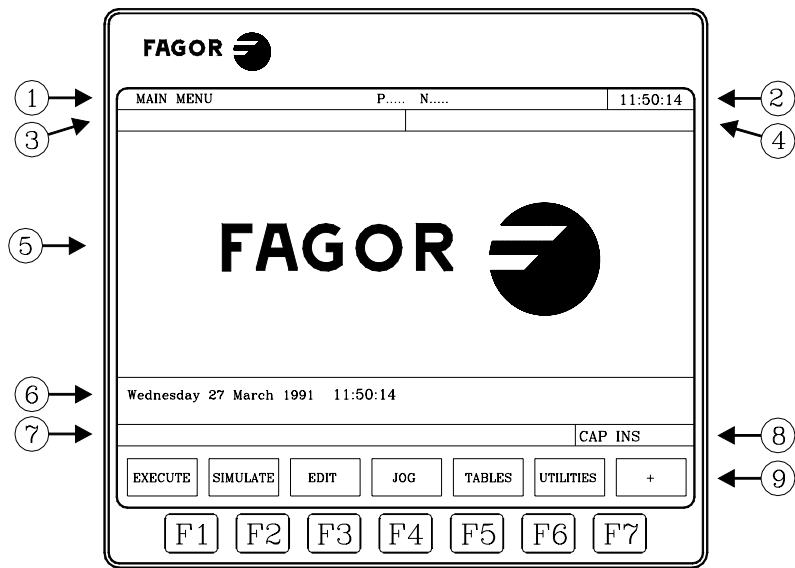 FAGOR
1 MAIN MENU P..... N..... 11:50:14 2
3 4
5 FAGOR
6 Wednesday 27 March 1991 11:50:14
7 CAP INS 8
EXECUTE SIMULATE EDIT JOG TABLES UTILITIES + 9
F1 F2 F3 F4 F5 F6 F7